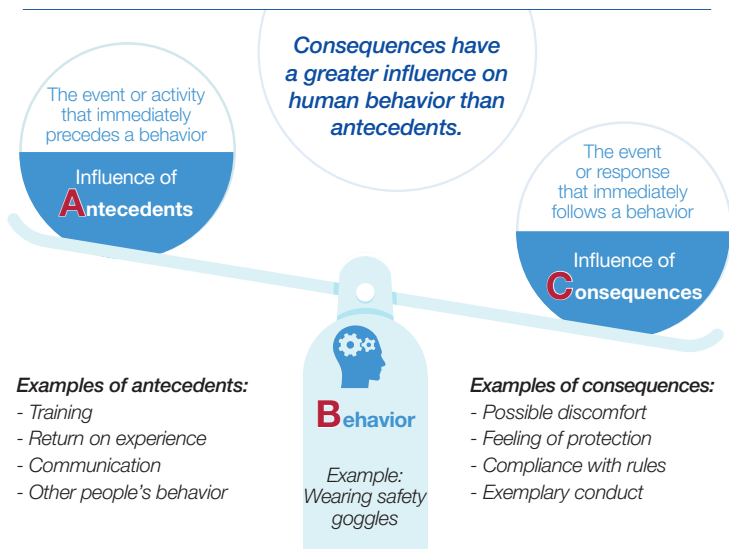 Consequences have
a greater influence on
human behavior than
antecedents.
The event or activity
that immediately
precedes a behavior
Influence of
Antecedents
The event
or response
that immediately
follows a behavior
Influence of
Consequences
Examples of antecedents:
- Training
- Return on experience
- Communication
- Other people's behavior
Behavior
Example:
Wearing safety
goggles
Examples of consequences:
- Possible discomfort
- Feeling of protection
- Compliance with rules
- Exemplary conduct